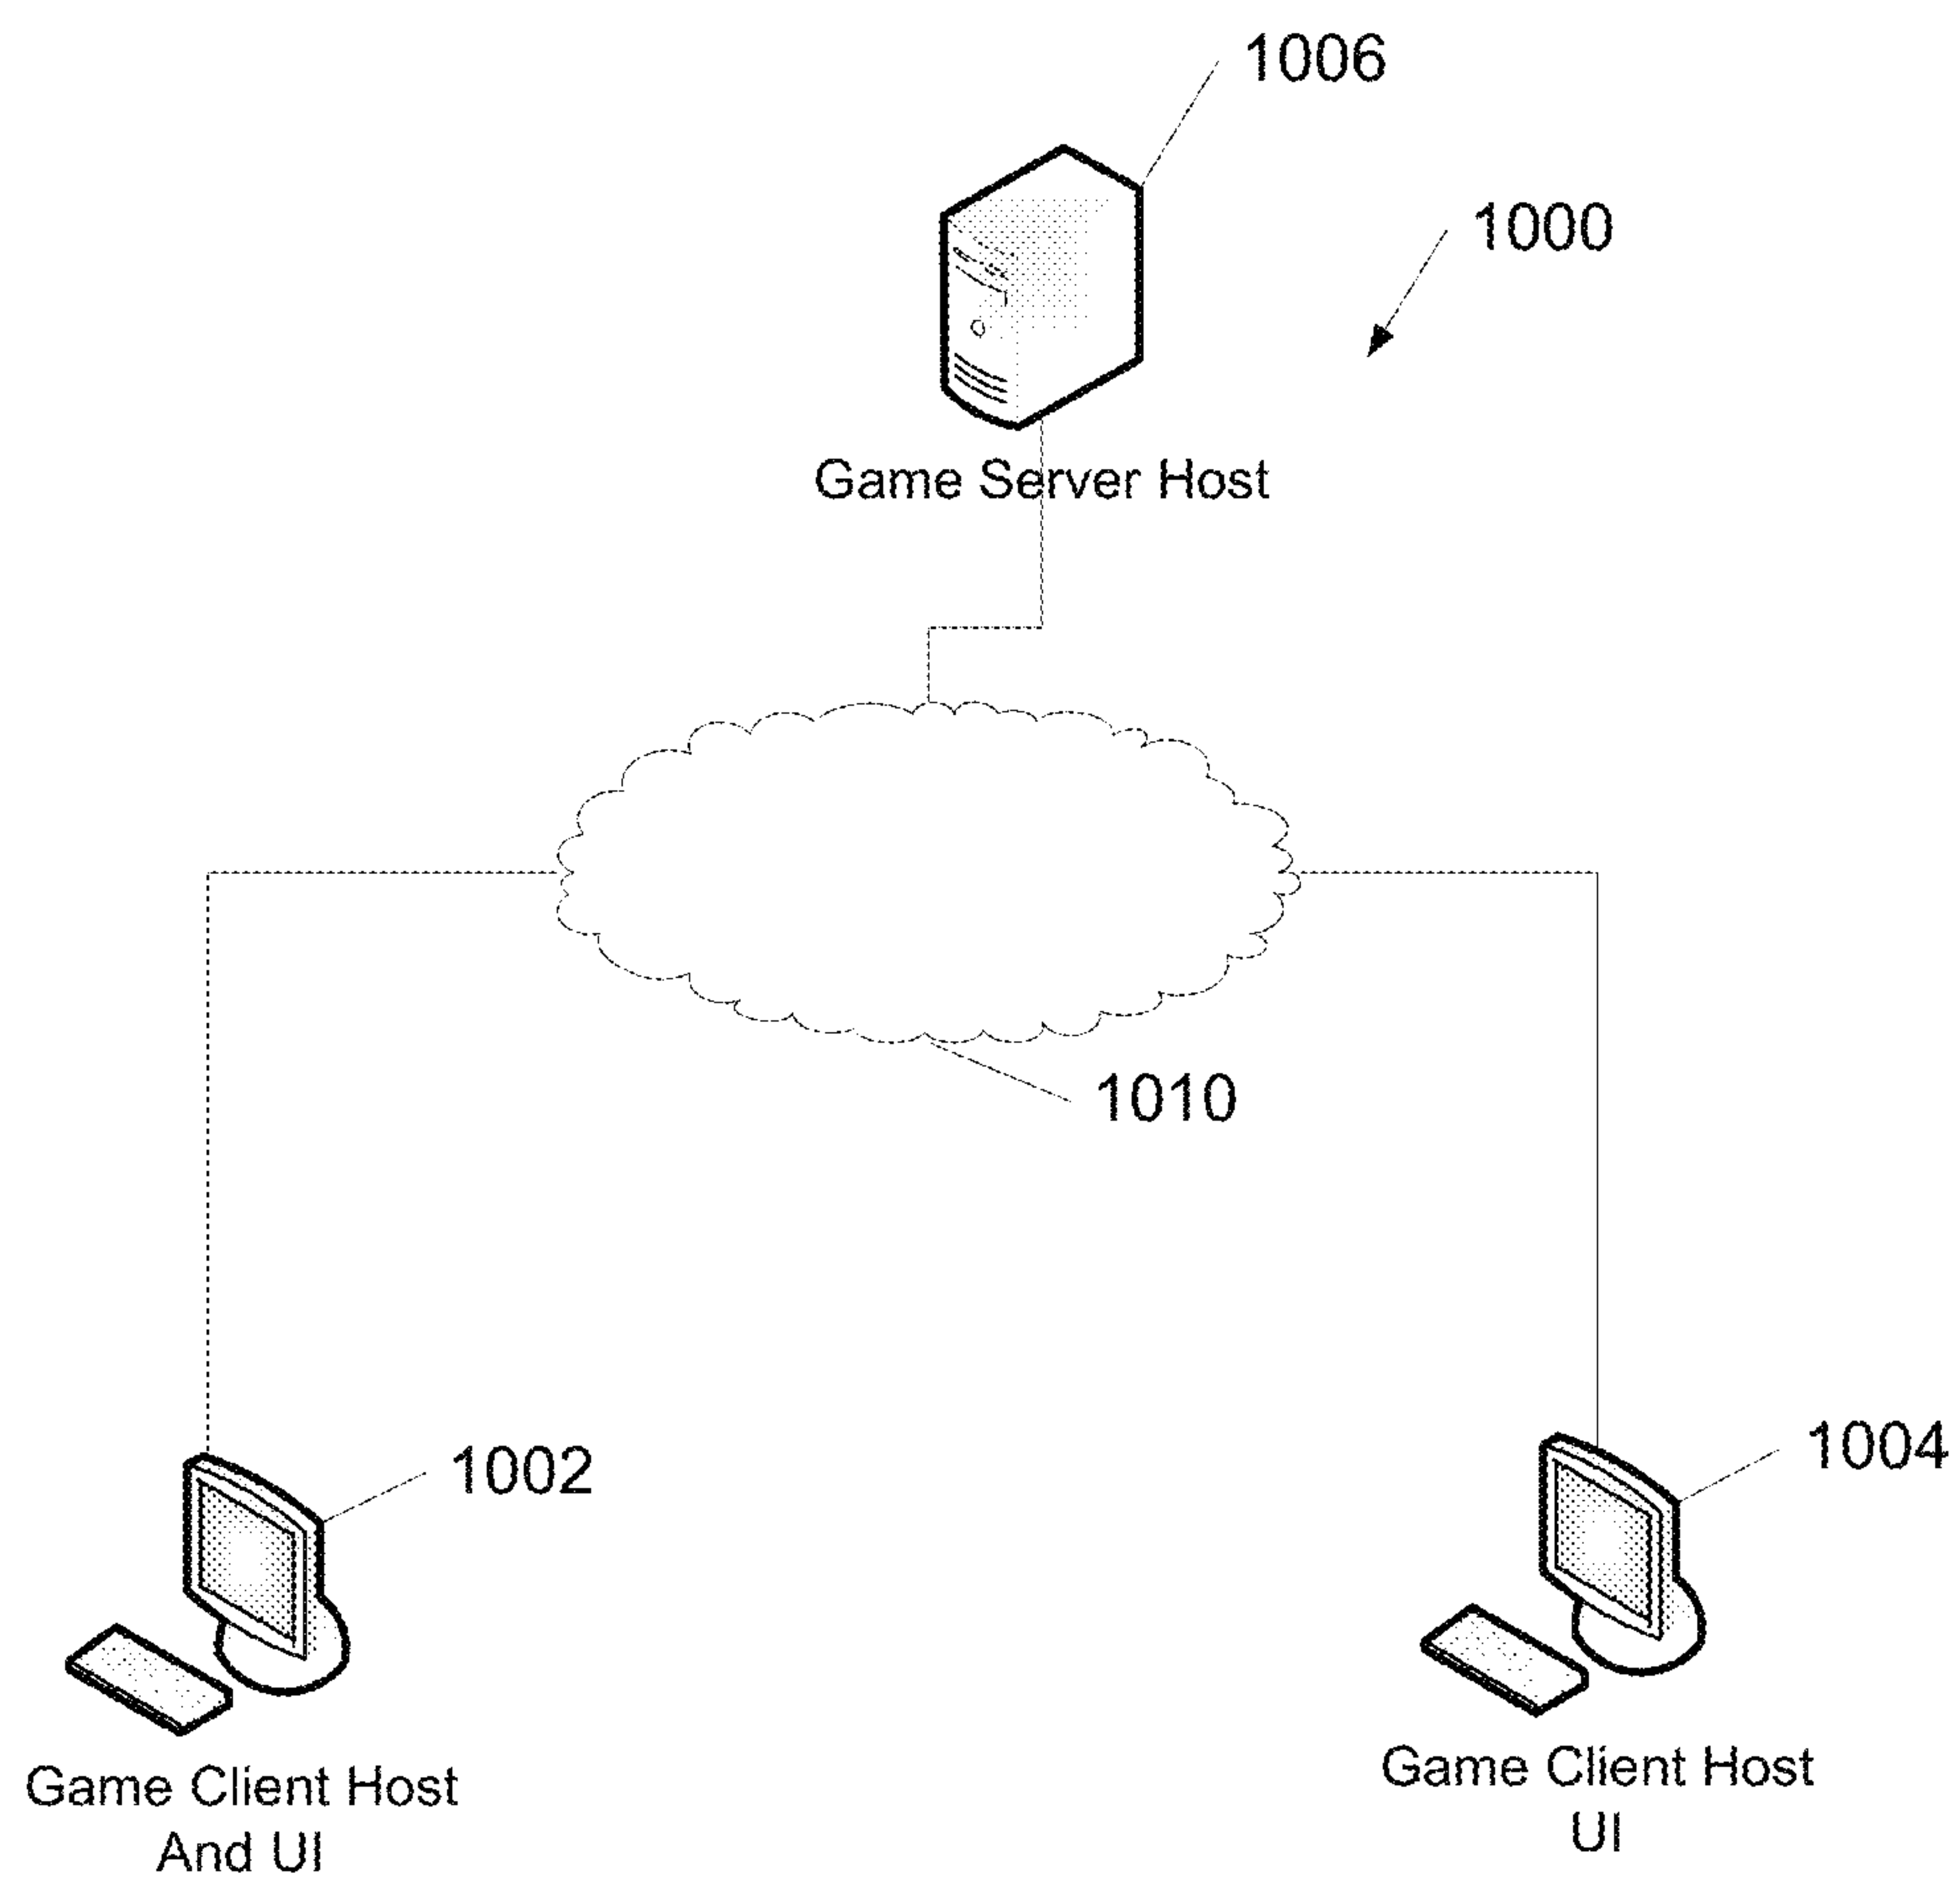 1006
1000
Game Server Host
1010
1002
1004
Game Client Host
And UI
Game Client Host
UI